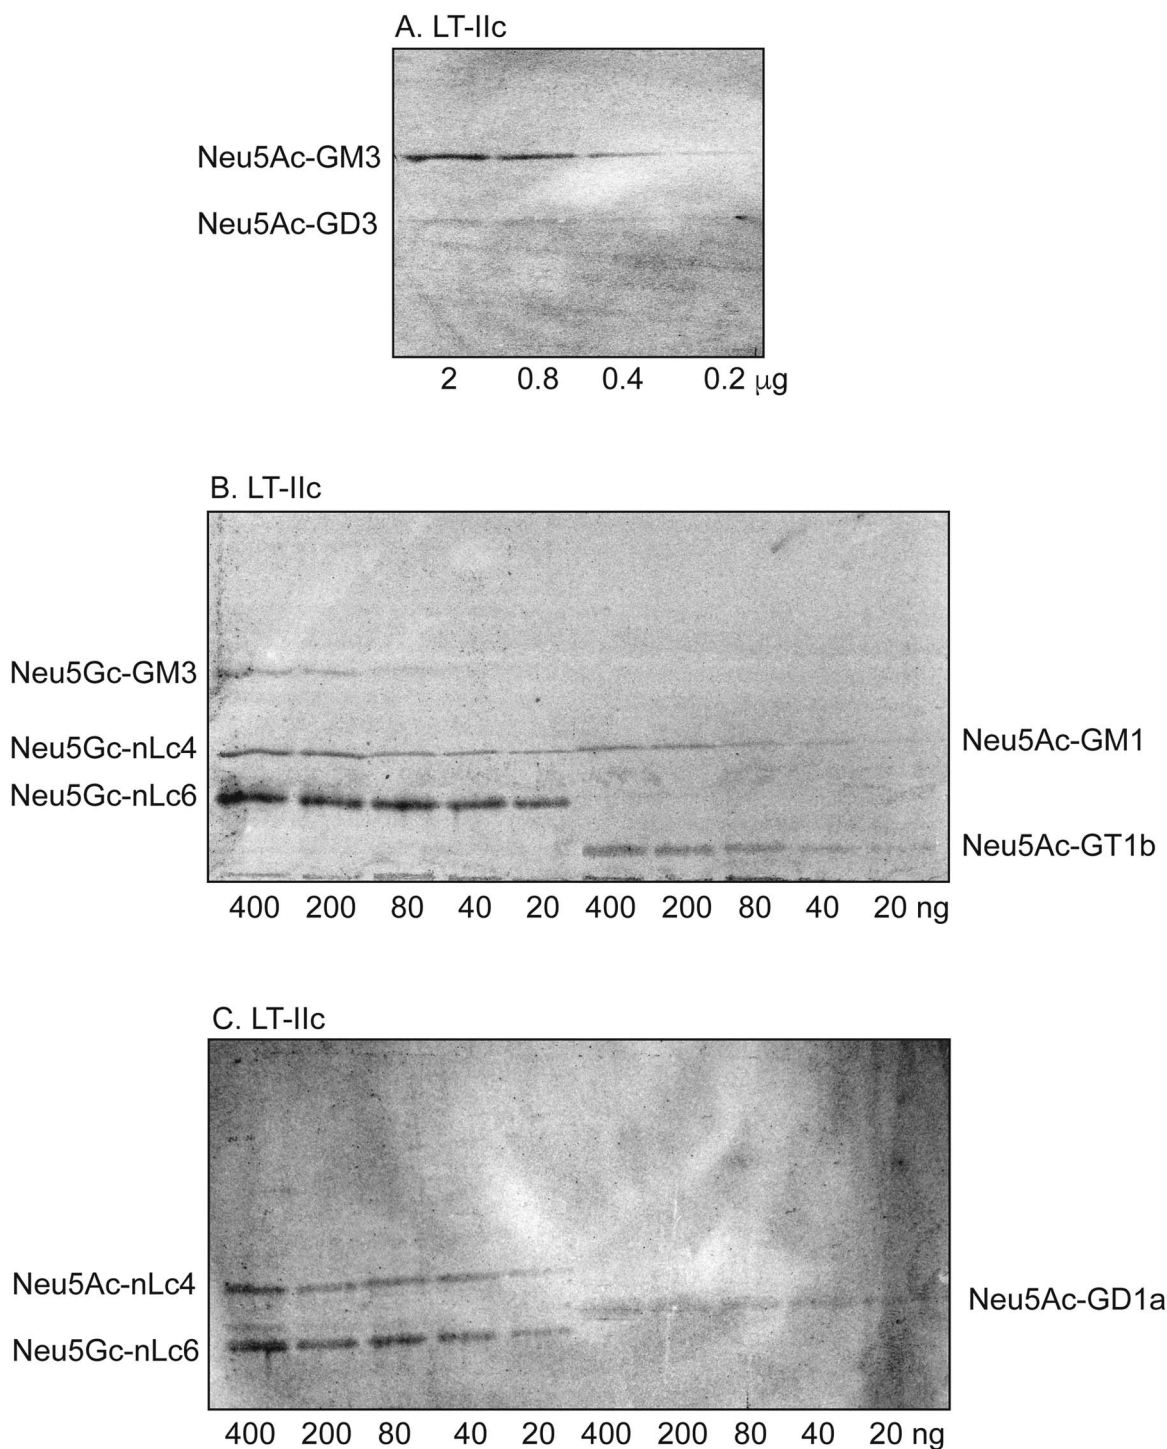 A. LT-IIc
Neu5Ac-GM3
Neu5Ac-GD3
2 0.8 0.4 0.2 μg
B. LT-IIc
Neu5Gc-GM3
Neu5Gc-nLc4
Neu5Ac-GM1
Neu5Gc-nLc6
Neu5Ac-GT1b
400 200 80 40 20 400 200 80 40 20 ng
C. LT-IIc
Neu5Ac-nLc4
Neu5Ac-GD1a
Neu5Gc-nLc6
400 200 80 40 20 400 200 80 40 20 ng